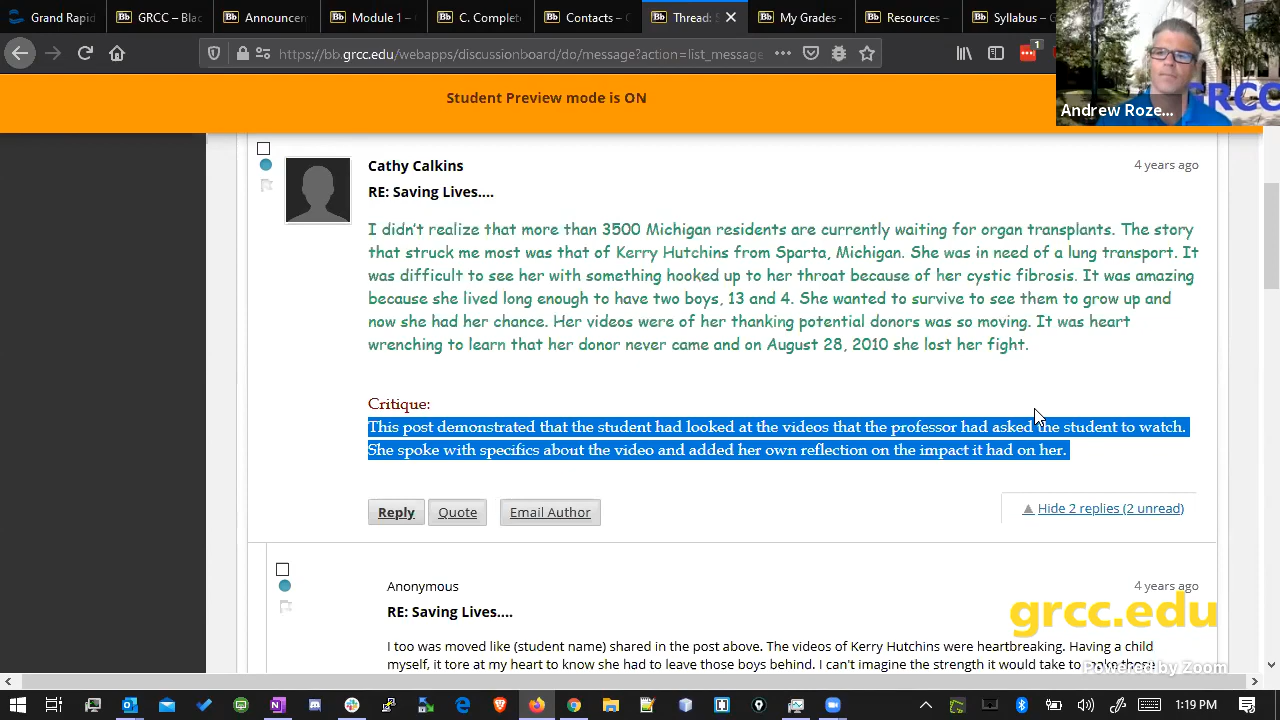 Grand Rapid
GRCC – Blac
Announcen
Module 1 –
C. Complete
Contacts – G
Thread: S
My Grades –
Resources –
Syllabus – G
https://bb.grcc.edu/webapps/discussionboard/do/message?action=list_message
1
Student Preview mode is ON
GRCC
Andrew Roze...
Cathy Calkins
4 years ago
RE: Saving Lives....
I didn't realize that more than 3500 Michigan residents are currently waiting for organ transplants. The story
that struck me most was that of Kerry Hutchins from Sparta, Michigan. She was in need of a lung transport. It
was difficult to see her with something hooked up to her throat because of her cystic fibrosis. It was amazing
because she lived long enough to have two boys, 13 and 4. She wanted to survive to see them to grow up and
now she had her chance. Her videos were of her thanking potential donors was so moving. It was heart
wrenching to learn that her donor never came and on August 28, 2010 she lost her fight.
Critique:
This post demonstrated that the student had looked at the videos that the professor had asked the student to watch.
She spoke with specifics about the video and added her own reflection on the impact it had on her.
Reply
Quote
Email Author
Hide 2 replies (2 unread)
Anonymous
4 years ago
RE: Saving Lives....
grcc.edu
I too was moved like (student name) shared in the post above. The videos of Kerry Hutchins were heartbreaking. Having a child
myself, it tore at my heart to know she had to leave those boys behind. I can't imagine the strength it would take to make those
Powered by Zoom
1:19 PM